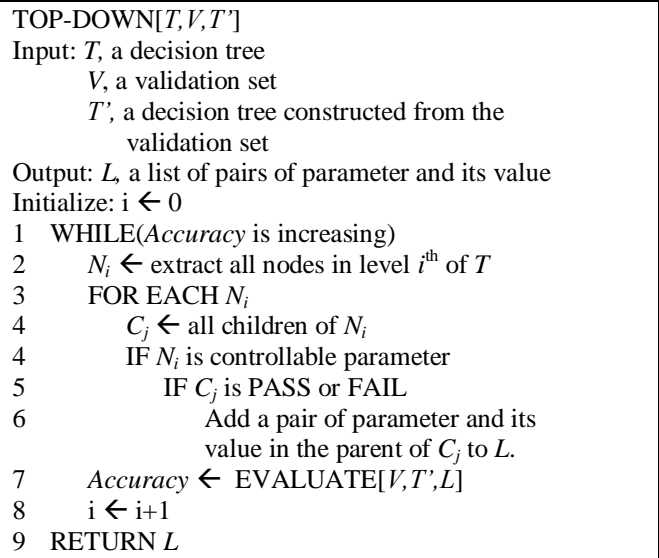 TOP-DOWN[T,V,T’]
Input: T, a decision tree
V, a validation set
T’, a decision tree constructed from the
validation set
Output: L, a list of pairs of parameter and its value
Initialize: i ← 0
1 WHILE(Accuracy is increasing)
2 Nᵢ ← extract all nodes in level iᵗʰ of T
3 FOR EACH Nᵢ
4 Cⱼ ← all children of Nᵢ
4 IF Nᵢ is controllable parameter
5 IF Cⱼ is PASS or FAIL
6 Add a pair of parameter and its
value in the parent of Cⱼ to L.
7 Accuracy ← EVALUATE[V,T’,L]
8 i ← i+1
9 RETURN L